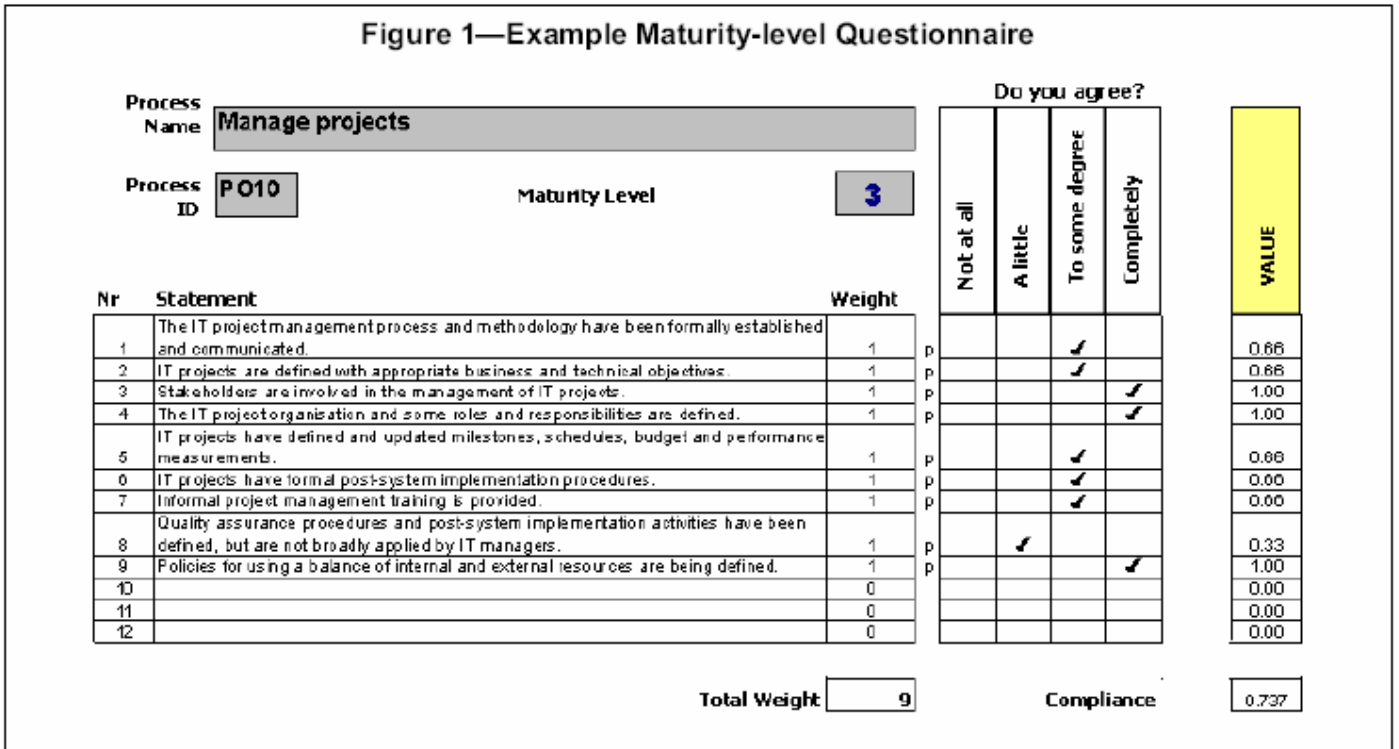 Figure 1—Example Maturity-level Questionnaire
Do you agree?
Process Name Manage projects
Process ID PO10 Maturity Level 3
Not at all A little To some degree Completely VALUE
Nr Statement Weight
The IT project management process and methodology have been formally established
1 and communicated. 1 p ✓ 0.66
2 IT projects are defined with appropriate business and technical objectives. 1 p ✓ 0.66
3 Stakeholders are involved in the management of IT projects. 1 p ✓ 1.00
4 The IT project organisation and some roles and responsibilities are defined. 1 p ✓ 1.00
IT projects have defined and updated milestones, schedules, budget and performance
5 measurements. 1 p ✓ 0.66
6 IT projects have formal post-system implementation procedures. 1 p ✓ 0.66
7 Informal project management training is provided. 1 p ✓ 0.66
Quality assurance procedures and post-system implementation activities have been
8 defined, but are not broadly applied by IT managers. 1 p ✓ 0.33
9 Policies for using a balance of internal and external resources are being defined. 1 p ✓ 1.00
10 0 0.00
11 0 0.00
12 0 0.00
Total Weight 9 Compliance 0.737